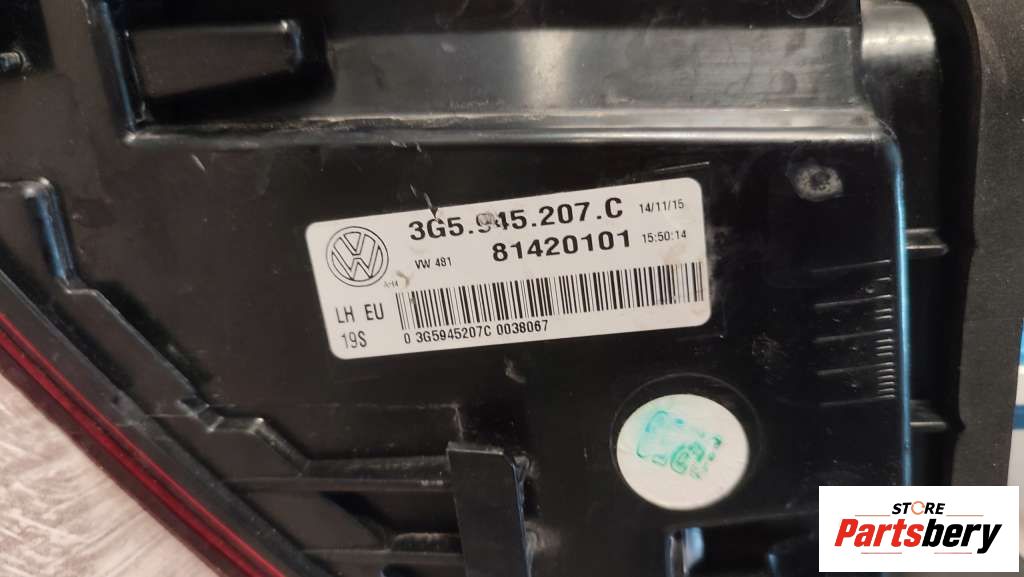 3G5.945.207.C 14/11/15
VW 481 81420101 15:50:14
LH EU
19S
0 3G5945207C 0038067
STORE
Partsbery